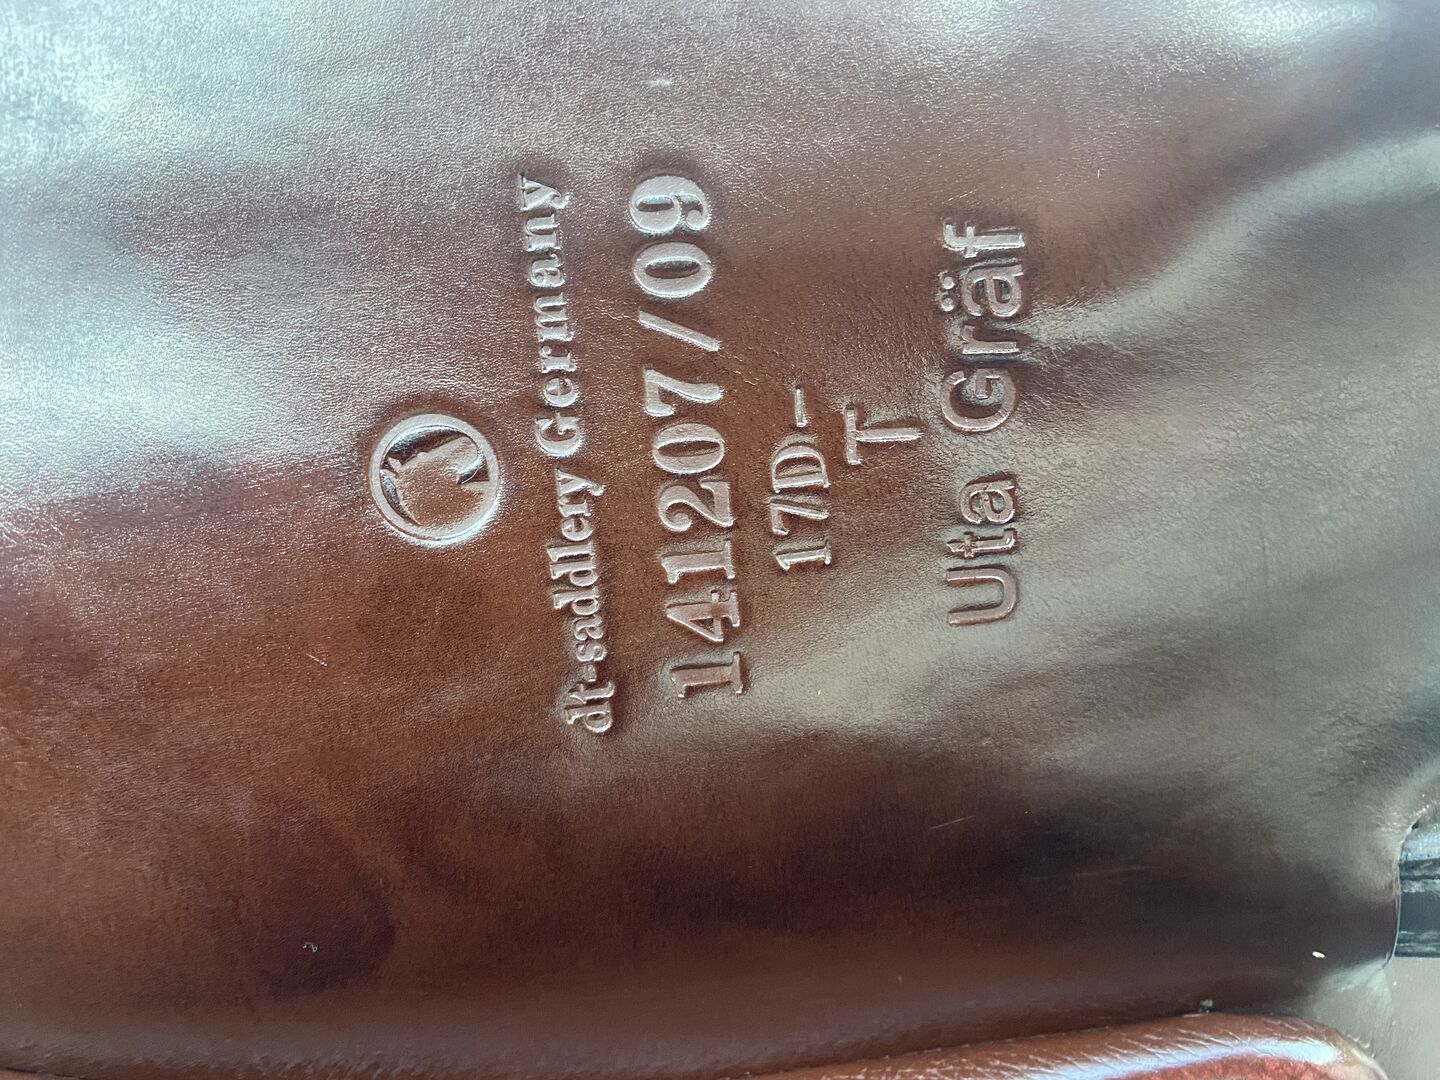 dt-saddlery Germany
141207/09
17D-
T
Uta Gräf